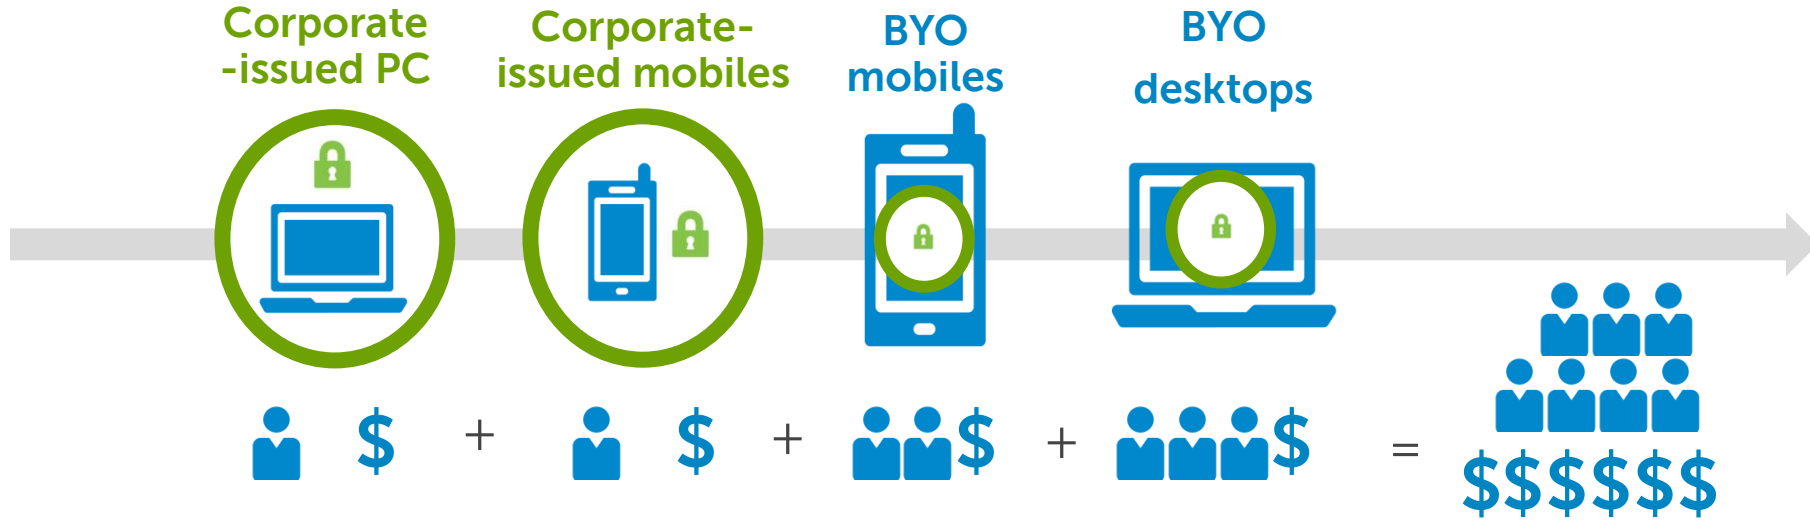 Corporate
-issued PC
Corporate-
issued mobiles
BYO
mobiles
BYO
desktops
$ + $ + $ + $ =
$$$$$$